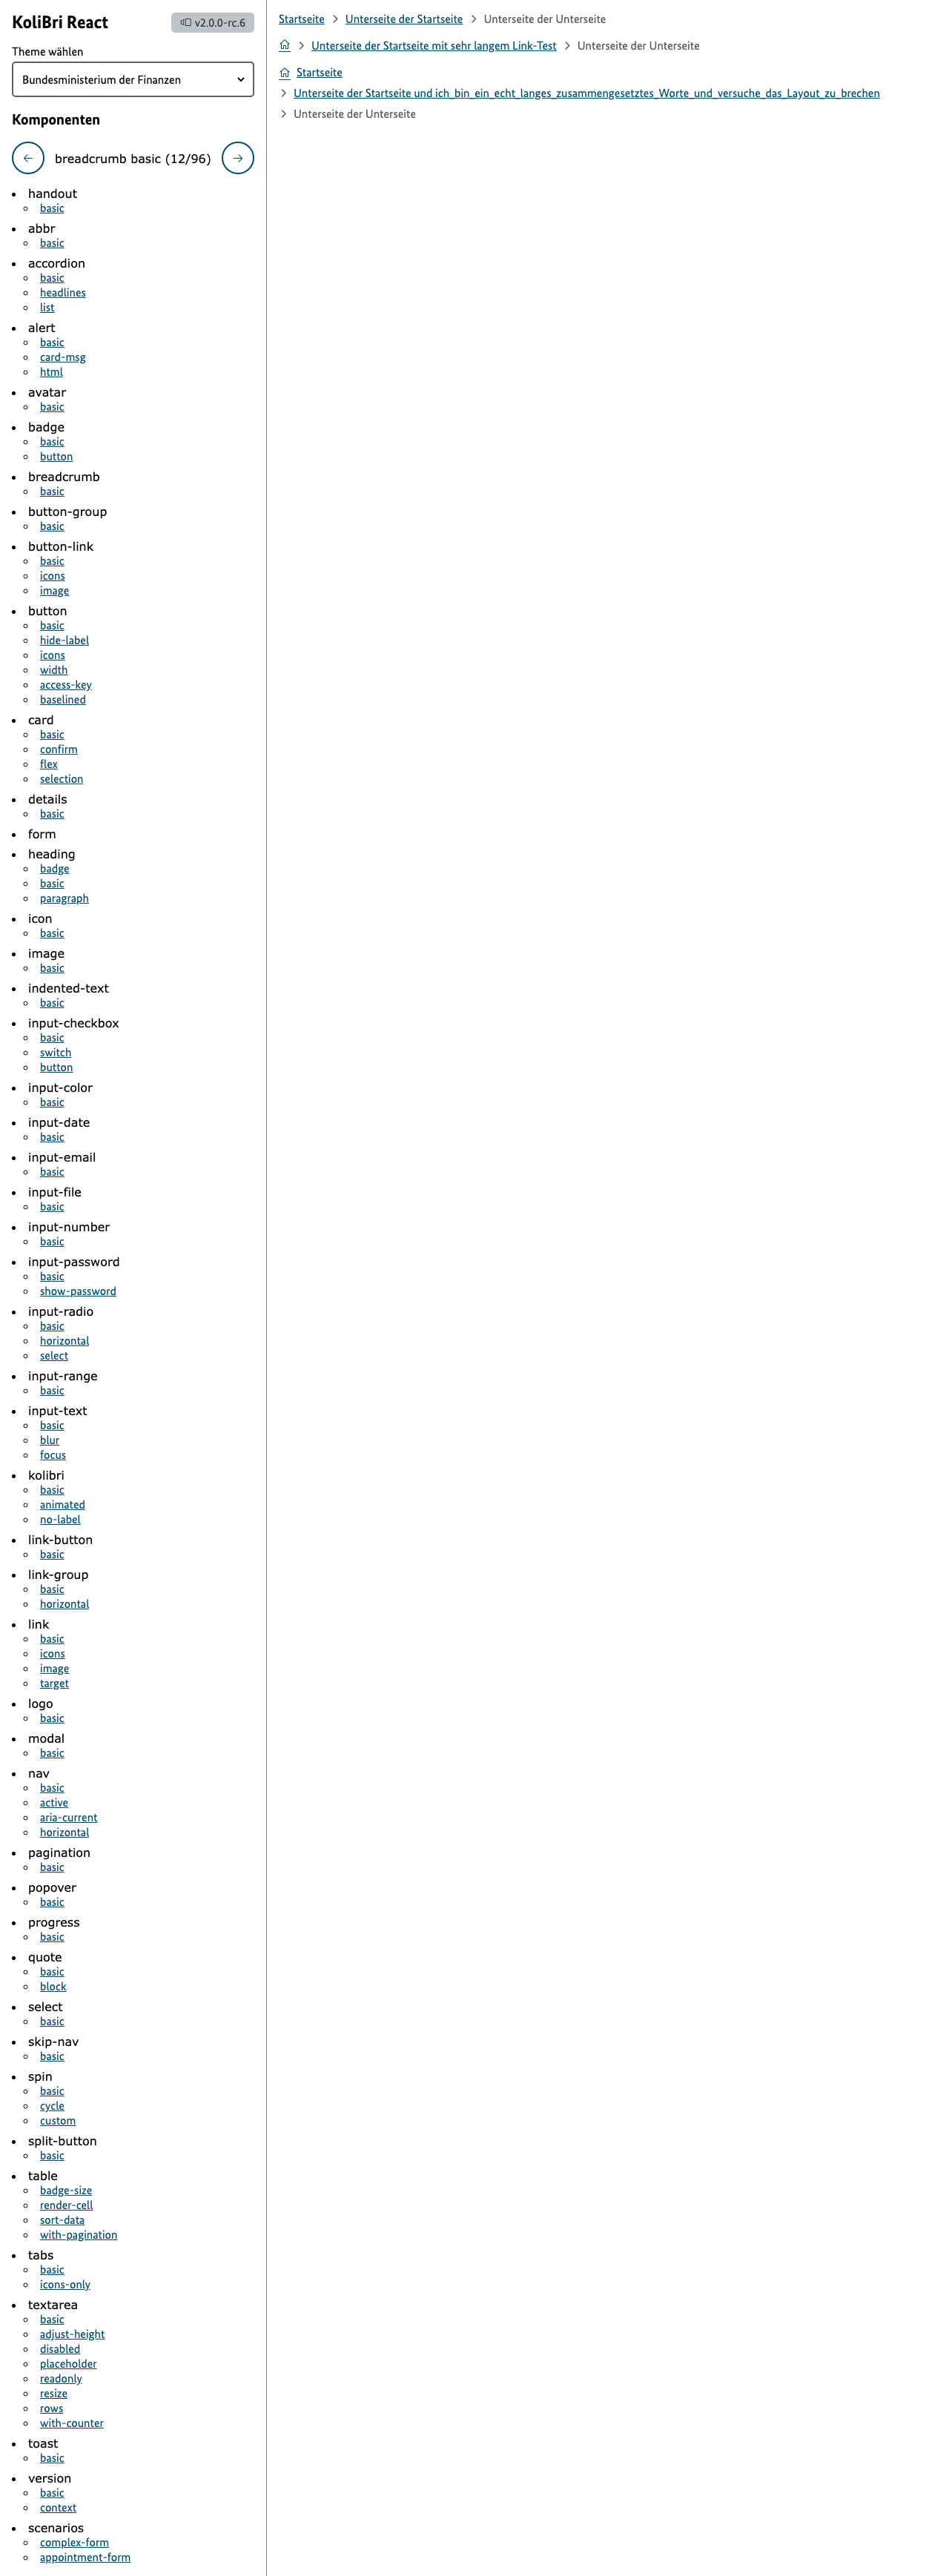 KoliBri React
v2.0.0-rc.6
Theme wählen
Bundesministerium der Finanzen
Komponenten
breadcrumb basic (12/96)
handout
basic
abbr
basic
accordion
basic
headlines
list
alert
basic
card-msg
html
avatar
basic
badge
basic
button
breadcrumb
basic
button-group
basic
button-link
basic
icons
image
button
basic
hide-label
icons
width
access-key
baselined
card
basic
confirm
flex
selection
details
basic
form
heading
badge
basic
paragraph
icon
basic
image
basic
indented-text
basic
input-checkbox
basic
switch
button
input-color
basic
input-date
basic
input-email
basic
input-file
basic
input-number
basic
input-password
basic
show-password
input-radio
basic
horizontal
select
input-range
basic
input-text
basic
blur
focus
kolibri
basic
animated
no-label
link-button
basic
link-group
basic
horizontal
link
basic
icons
image
target
logo
basic
modal
basic
nav
basic
active
aria-current
horizontal
pagination
basic
popover
basic
progress
basic
quote
basic
block
select
basic
skip-nav
basic
spin
basic
cycle
custom
split-button
basic
table
badge-size
render-cell
sort-data
with-pagination
tabs
basic
icons-only
textarea
basic
adjust-height
disabled
placeholder
readonly
resize
rows
with-counter
toast
basic
version
basic
context
scenarios
complex-form
appointment-form
Startseite Unterseite der Startseite Unterseite der Unterseite
Unterseite der Startseite mit sehr langem Link-Test Unterseite der Unterseite
Startseite
Unterseite der Startseite und ich_bin_ein_echt_langes_zusammengesetztes_Worte_und_versuche_das_Layout_zu_brechen
Unterseite der Unterseite